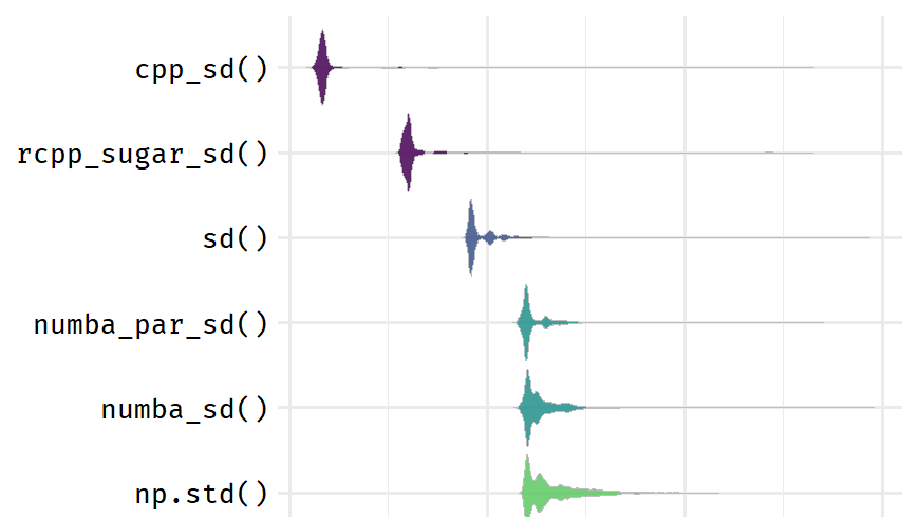 cpp_sd()
rcpp_sugar_sd()
sd()
numba_par_sd()
numba_sd()
np.std()